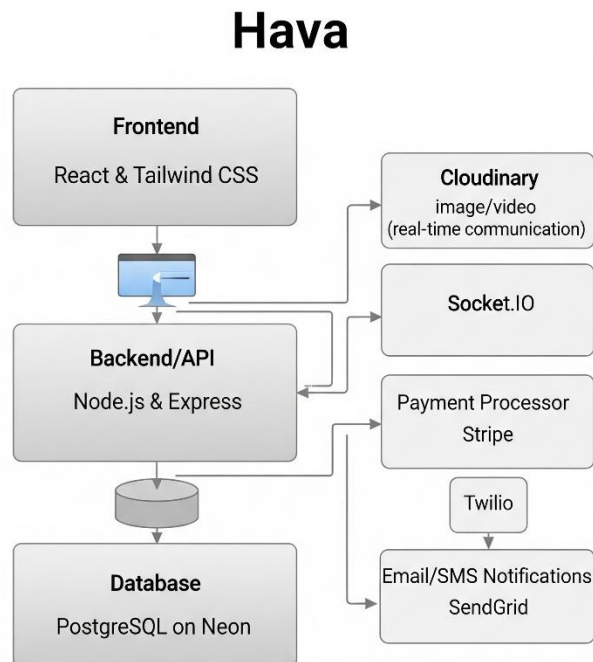 Hava
Frontend
React & Tailwind CSS
Cloudinary
image/video
(real-time communication)
Socket.IO
Backend/API
Node.js & Express
Payment Processor
Stripe
Twilio
Email/SMS Notifications
SendGrid
Database
PostgreSQL on Neon